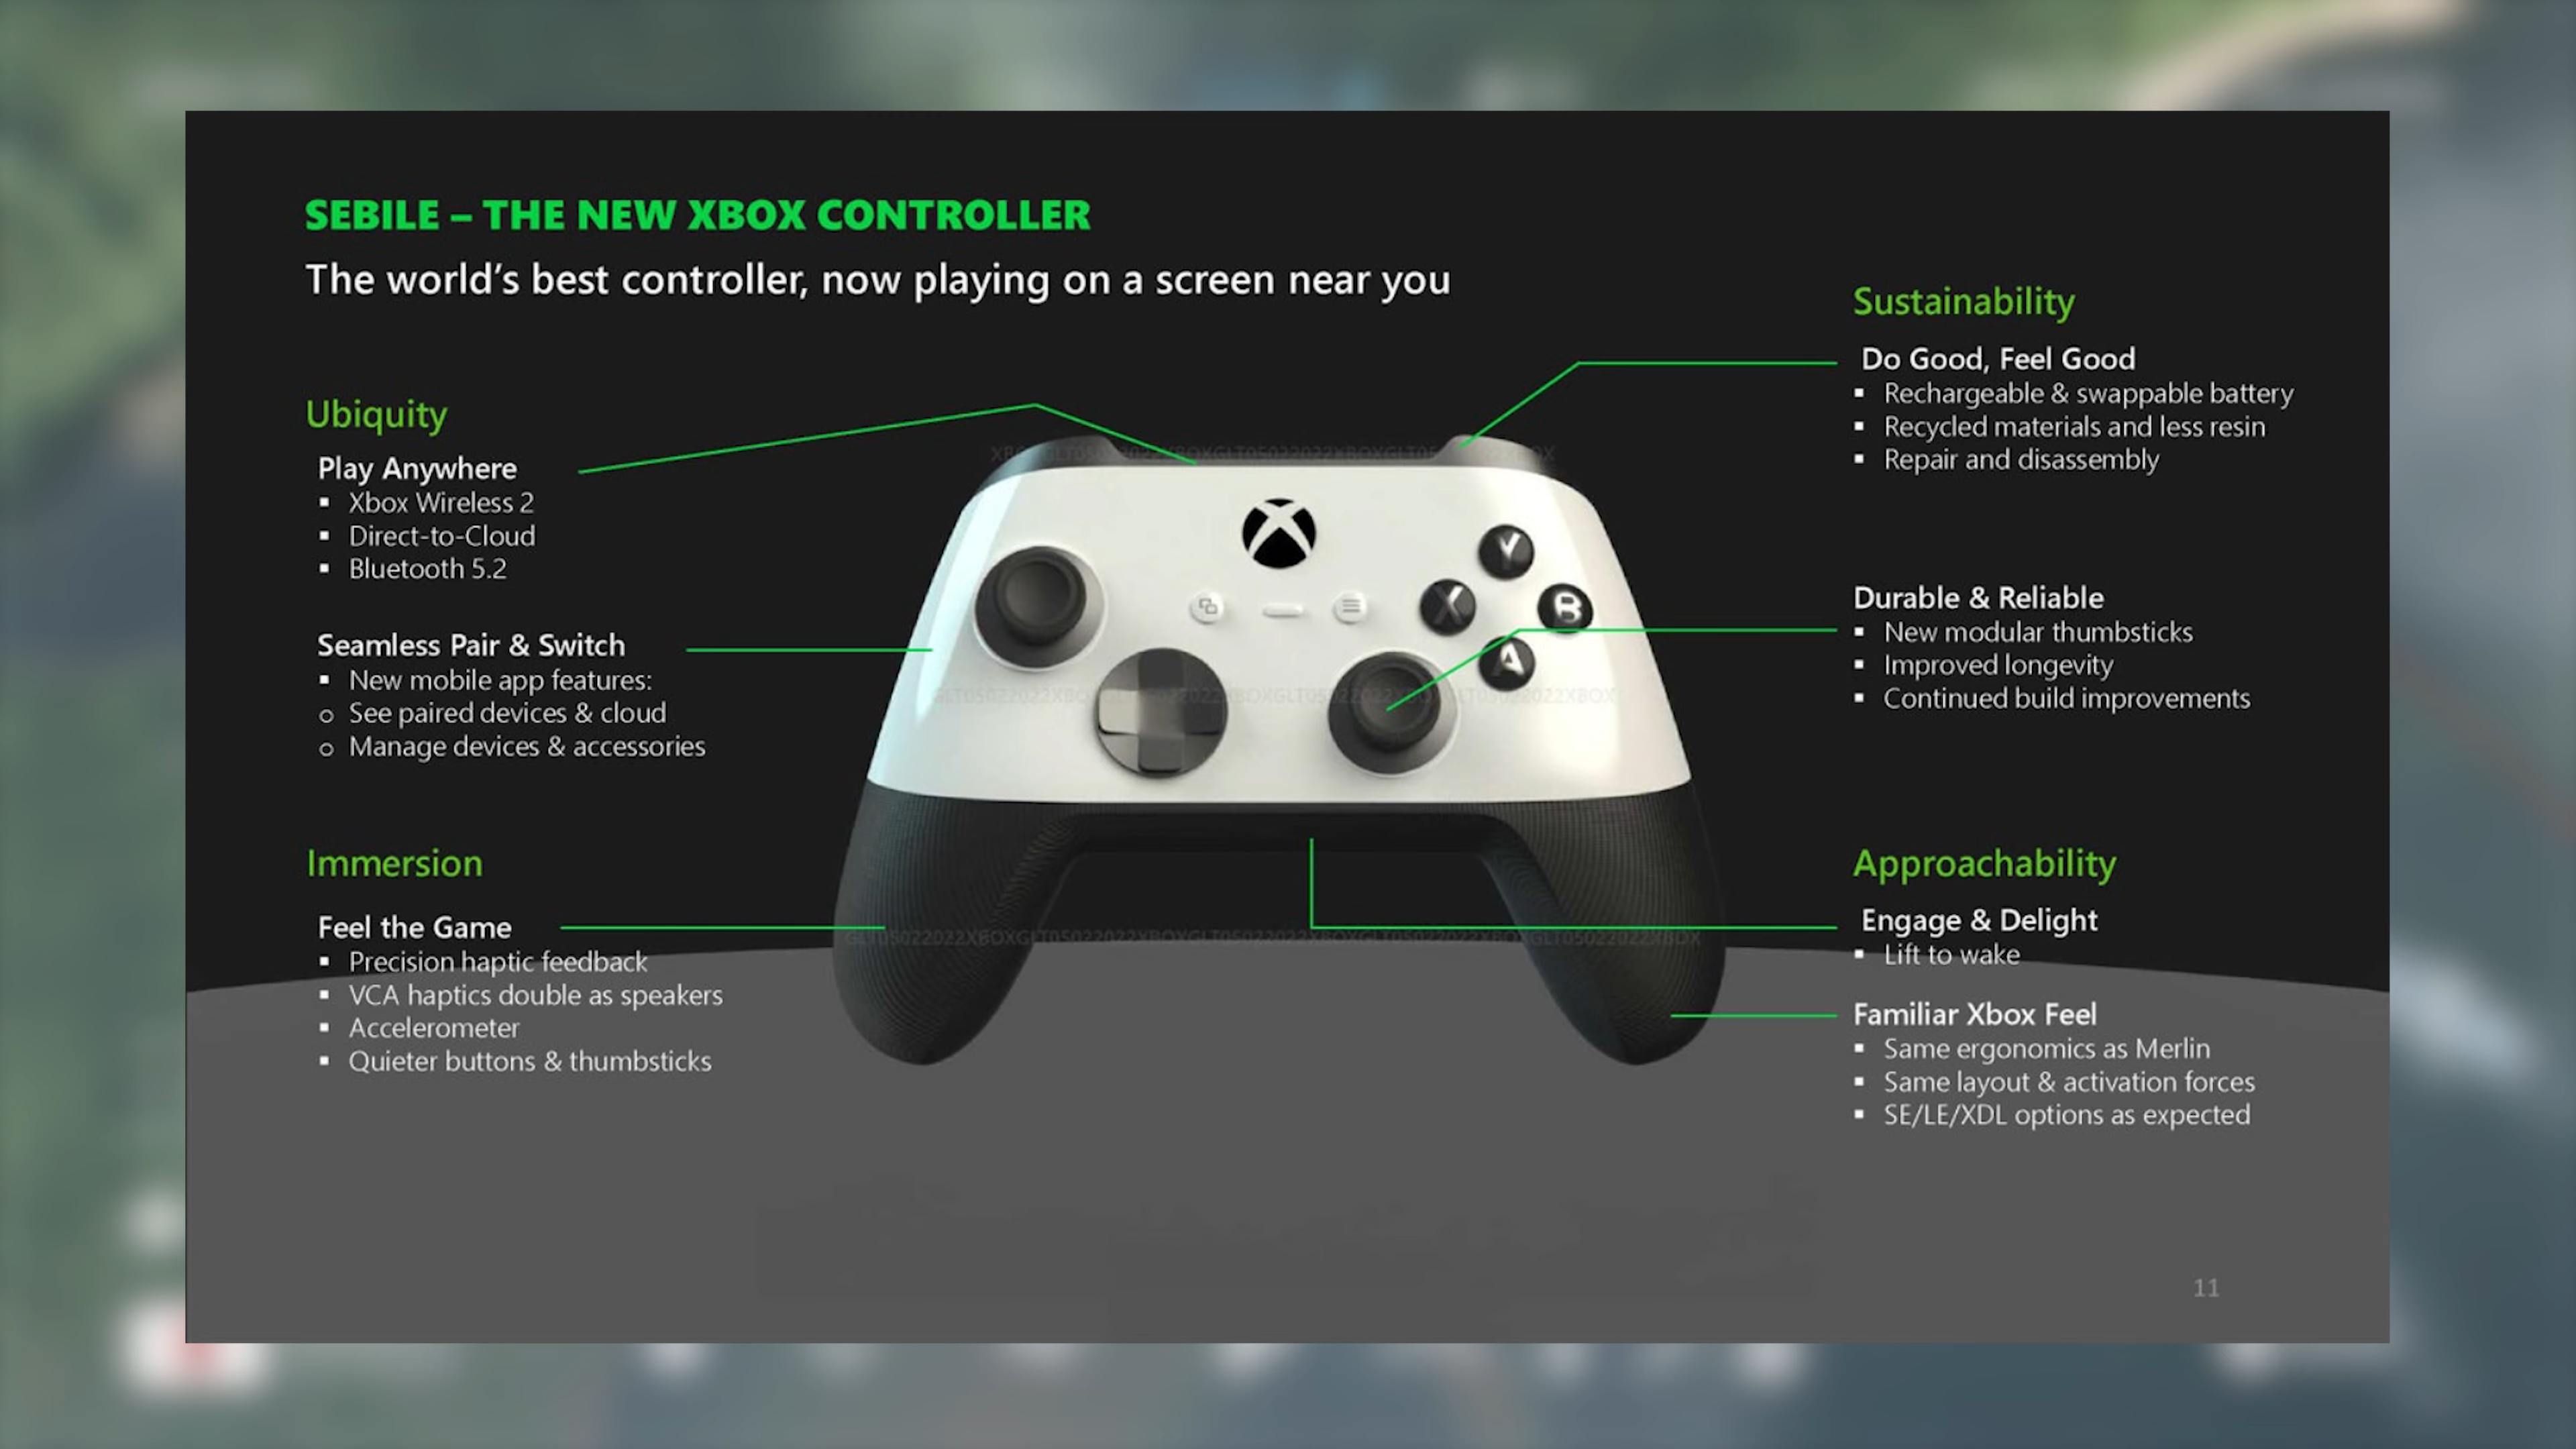 SEBILE – THE NEW XBOX CONTROLLER
The world's best controller, now playing on a screen near you
Ubiquity
Play Anywhere
▪ Xbox Wireless 2
▪ Direct-to-Cloud
▪ Bluetooth 5.2
Seamless Pair & Switch
▪ New mobile app features:
o See paired devices & cloud
o Manage devices & accessories
Immersion
Feel the Game
▪ Precision haptic feedback
▪ VCA haptics double as speakers
▪ Accelerometer
▪ Quieter buttons & thumbsticks
Y
X
B
A
Sustainability
Do Good, Feel Good
▪ Rechargeable & swappable battery
▪ Recycled materials and less resin
▪ Repair and disassembly
Durable & Reliable
▪ New modular thumbsticks
▪ Improved longevity
▪ Continued build improvements
Approachability
Engage & Delight
▪ Lift to wake
Familiar Xbox Feel
▪ Same ergonomics as Merlin
▪ Same layout & activation forces
▪ SE/LE/XDL options as expected
11